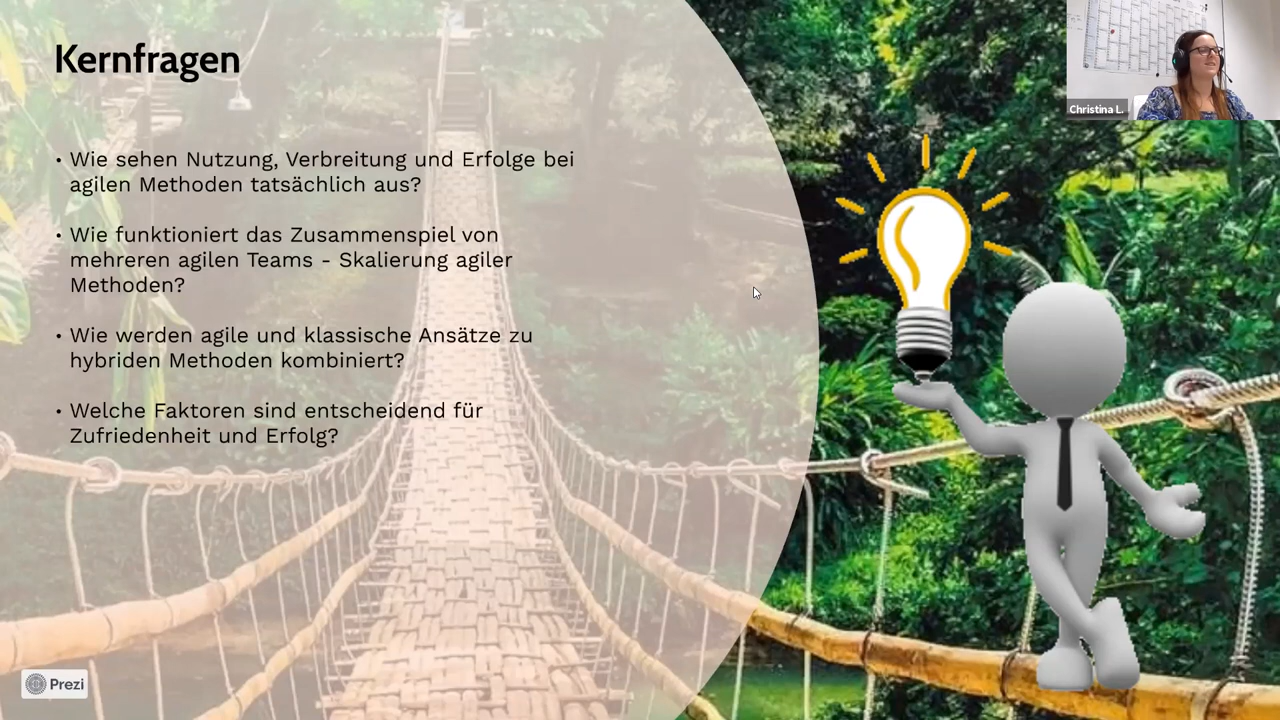 Kernfragen
• Wie sehen Nutzung, Verbreitung und Erfolge bei
agilen Methoden tatsächlich aus?
• Wie funktioniert das Zusammenspiel von
mehreren agilen Teams - Skalierung agiler
Methoden?
• Wie werden agile und klassische Ansätze zu
hybriden Methoden kombiniert?
• Welche Faktoren sind entscheidend für
Zufriedenheit und Erfolg?
Christina L.
Prezi